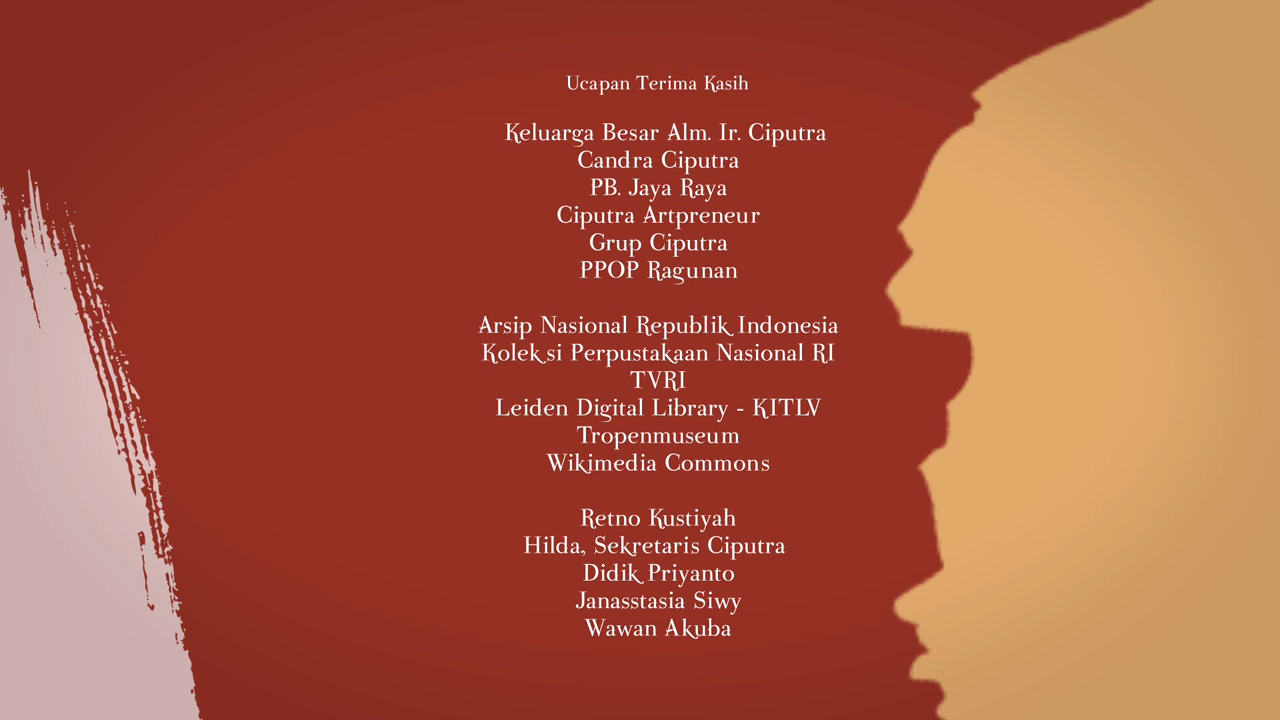 Ucapan Terima Kasih
Keluarga Besar Alm. Ir. Ciputra
Candra Ciputra
PB. Jaya Raya
Ciputra Artpreneur
Grup Ciputra
PPOP Ragunan
Arsip Nasional Republik Indonesia
Koleksi Perpustakaan Nasional RI
TVRI
Leiden Digital Library - KITLV
Tropenmuseum
Wikimedia Commons
Retno Kustiyah
Hilda, Sekretaris Ciputra
Didik Priyanto
Janasstasia Siwy
Wawan Akuba